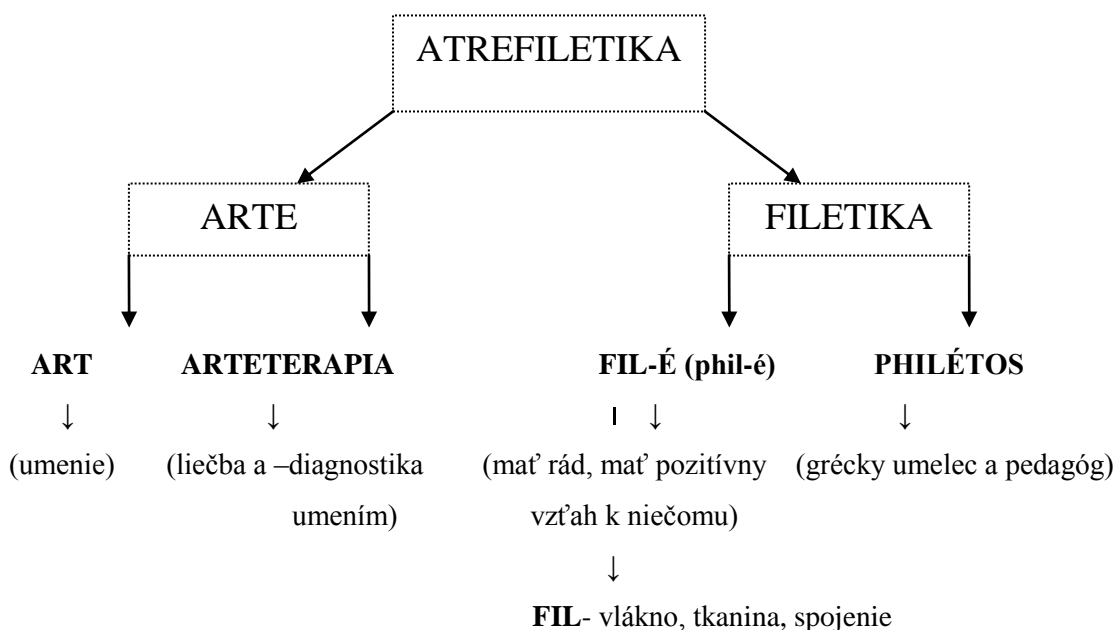 ATREFILETIKA
ARTE FILETIKA
ART ARTETERAPIA FIL-É (phil-é) PHILÉTOS
↓ ↓ ↓ ↓
(umenie) (liečba a –diagnostika (mať rád, mať pozitívny (grécky umelec a pedagóg)
umením) vzťah k niečomu)
↓
FIL- vlákno, tkanina, spojenie